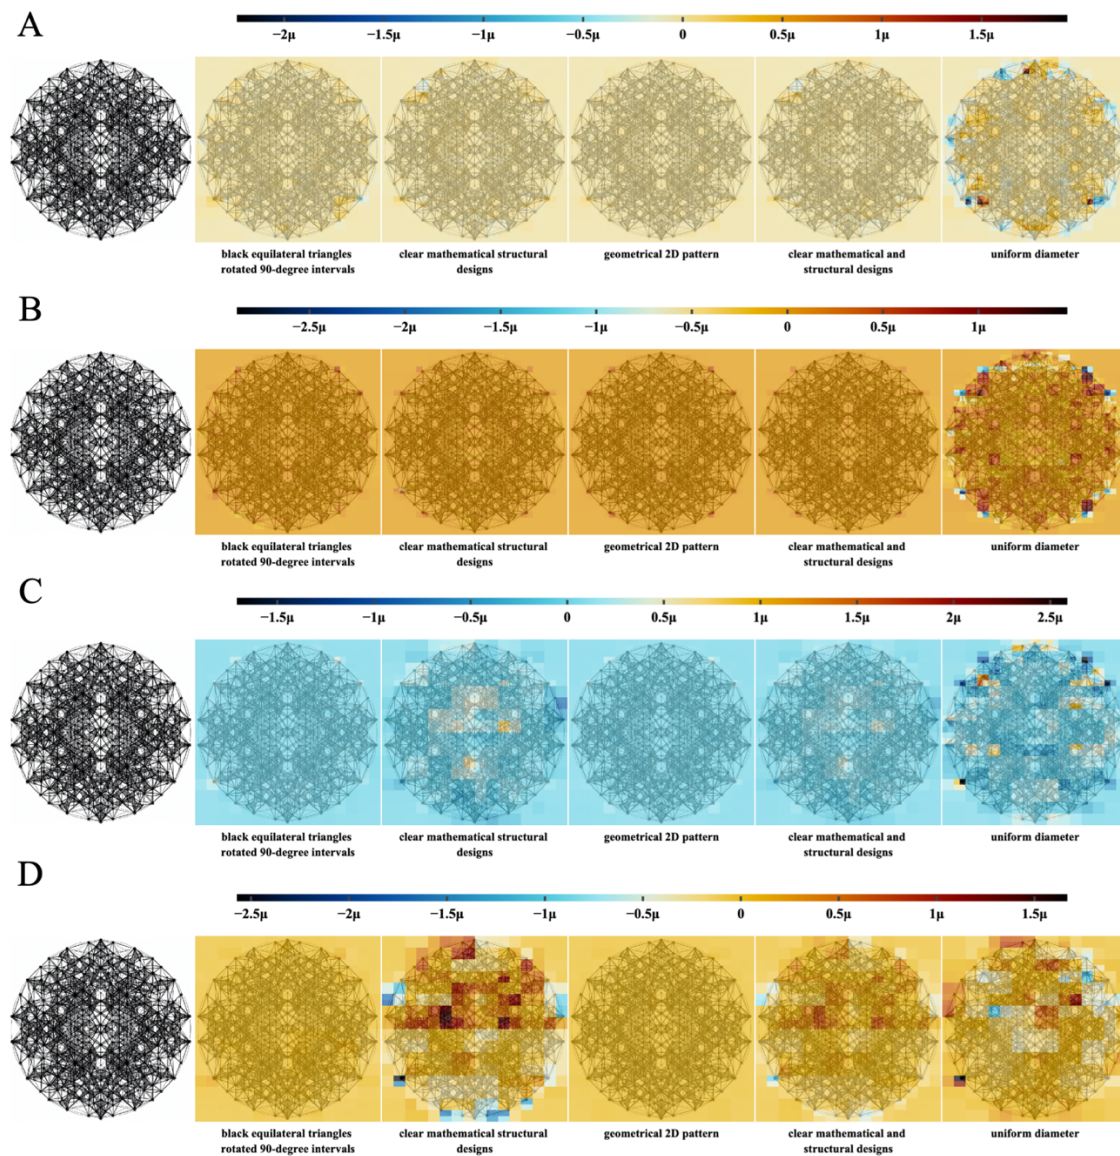 A
−2μ −1.5μ −1μ −0.5μ 0 0.5μ 1μ 1.5μ
black equilateral triangles
rotated 90-degree intervals
clear mathematical structural
designs
geometrical 2D pattern
clear mathematical and
structural designs
uniform diameter
B
−2.5μ −2μ −1.5μ −1μ −0.5μ 0 0.5μ 1μ
black equilateral triangles
rotated 90-degree intervals
clear mathematical structural
designs
geometrical 2D pattern
clear mathematical and
structural designs
uniform diameter
C
−1.5μ −1μ −0.5μ 0 0.5μ 1μ 1.5μ 2μ 2.5μ
black equilateral triangles
rotated 90-degree intervals
clear mathematical structural
designs
geometrical 2D pattern
clear mathematical and
structural designs
uniform diameter
D
−2.5μ −2μ −1.5μ −1μ −0.5μ 0 0.5μ 1μ 1.5μ
black equilateral triangles
rotated 90-degree intervals
clear mathematical structural
designs
geometrical 2D pattern
clear mathematical and
structural designs
uniform diameter